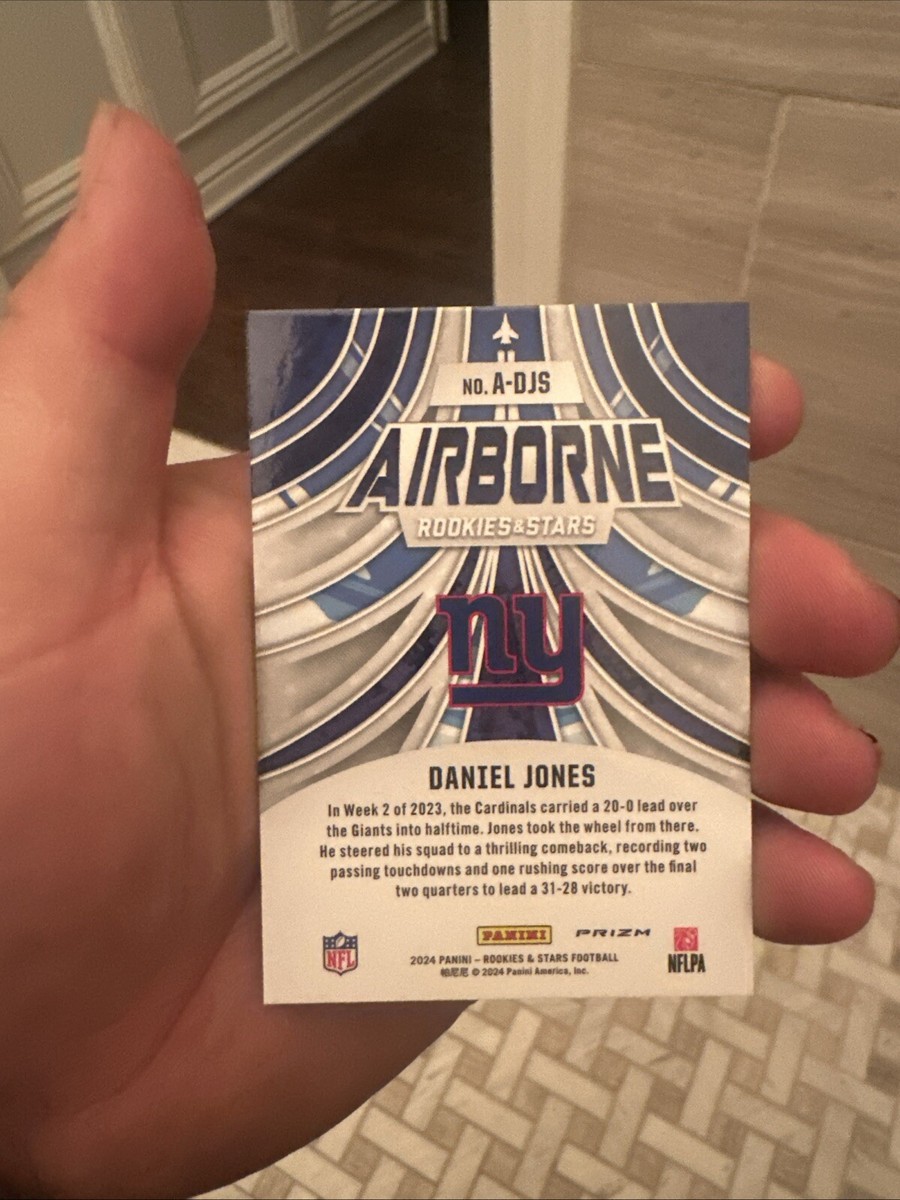 NO. A-DJS
AIRBORNE
ROOKIES & STARS
ny
DANIEL JONES
In Week 2 of 2023, the Cardinals carried a 20-0 lead over
the Giants into halftime. Jones took the wheel from there.
He steered his squad to a thrilling comeback, recording two
passing touchdowns and one rushing score over the final
two quarters to lead a 31-28 victory.
PANINI PRIZM
NFL
2024 PANINI – ROOKIES & STARS FOOTBALL
帕尼尼 © 2024 Panini America, Inc.
NFLPA